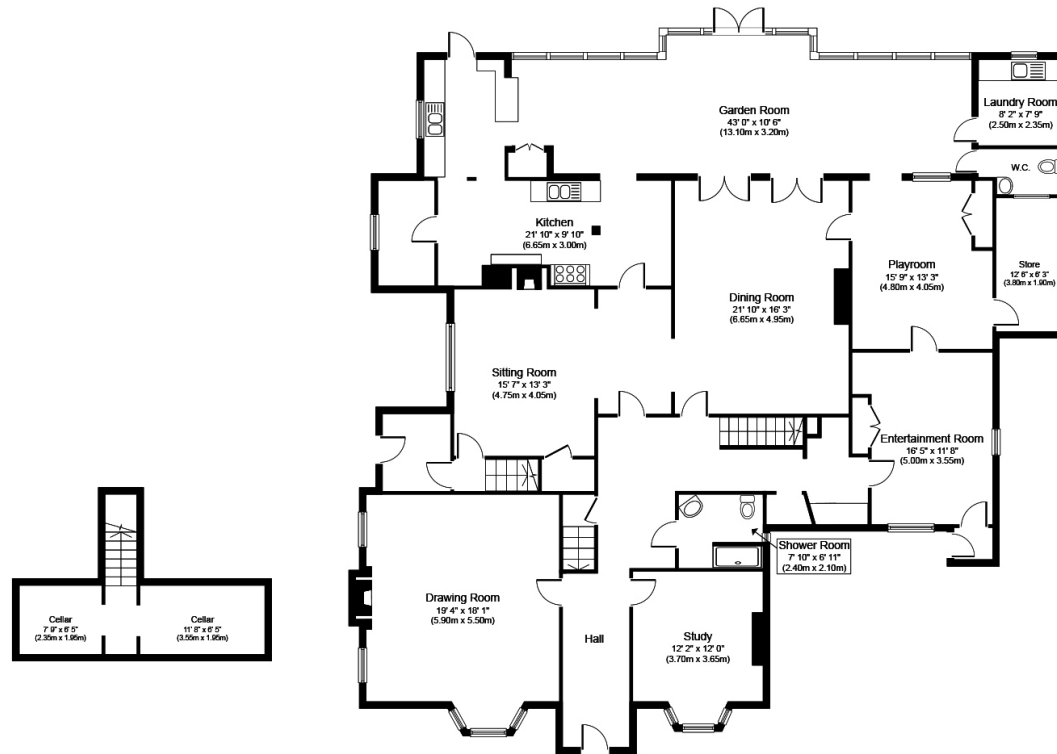 Garden Room
43' 0" x 10' 6"
(13.10m x 3.20m)
Laundry Room
8' 2" x 7' 9"
(2.50m x 2.35m)
W.C.
Kitchen
21' 10" x 9' 10"
(6.65m x 3.00m)
Playroom
15' 9" x 13' 3"
(4.80m x 4.05m)
Store
12' 6" x 6' 3"
(3.80m x 1.90m)
Dining Room
21' 10" x 16' 3"
(6.65m x 4.95m)
Sitting Room
15' 7" x 13' 3"
(4.75m x 4.05m)
Entertainment Room
16' 5" x 11' 8"
(5.00m x 3.55m)
Shower Room
7' 10" x 6' 11"
(2.40m x 2.10m)
Drawing Room
19' 4" x 18' 1"
(5.90m x 5.50m)
Hall
Study
12' 2" x 12' 0"
(3.70m x 3.65m)
Cellar
7' 9" x 6' 5"
(2.35m x 1.95m)
Cellar
11' 8" x 6' 5"
(3.55m x 1.95m)